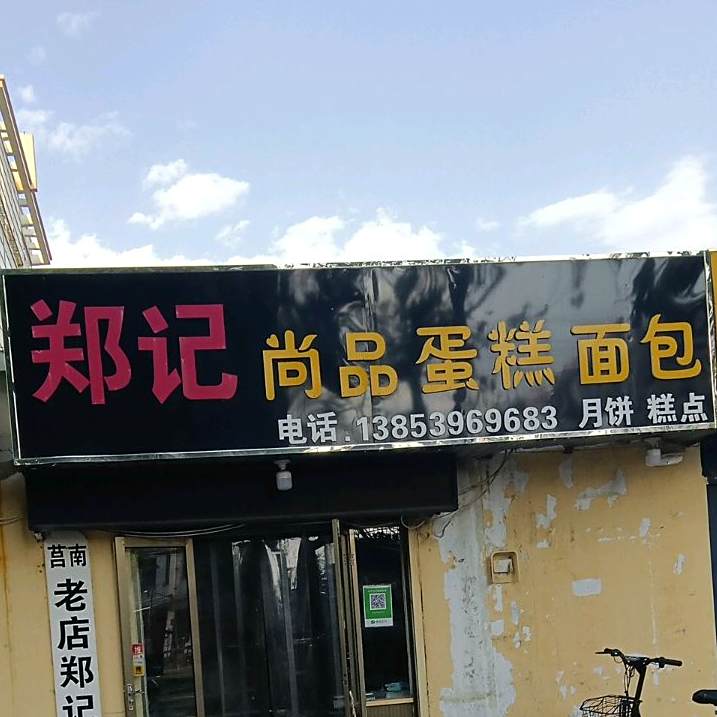 郑记 尚品蛋糕面包
电话.13853969683 月饼 糕点
莒南
老店郑记